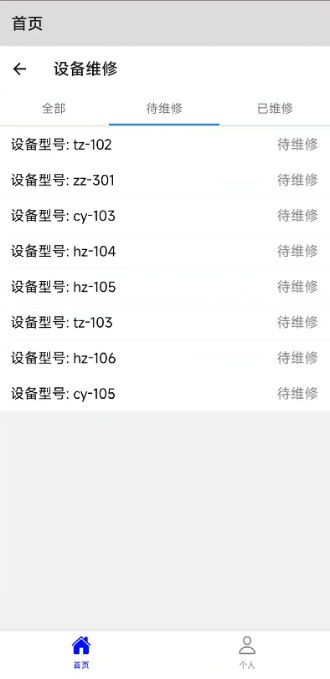 首页
设备维修
全部 待维修 已维修
设备型号: tz-102 待维修
设备型号: zz-301 待维修
设备型号: cy-103 待维修
设备型号: hz-104 待维修
设备型号: hz-105 待维修
设备型号: tz-103 待维修
设备型号: hz-106 待维修
设备型号: cy-105 待维修
首页 个人